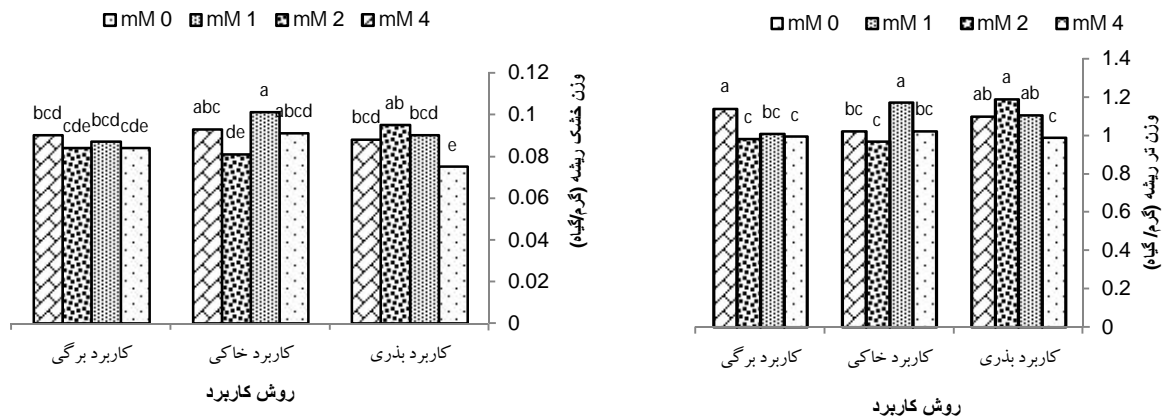 mM 0 mM 1 mM 2 mM 4
0.12
0.1
0.08
0.06
0.04
0.02
0
وزن خشک ریشه (گرم/گیاه)
bcd cde bcd cde
abc de a abcd
bcd ab bcd e
کاربرد بذری
کاربرد خاکی
کاربرد برگی
روش کاربرد
mM 0 mM 1 mM 2 mM 4
1.4
1.2
1
0.8
0.6
0.4
0.2
0
وزن تر ریشه (گرم/ گیاه)
a c bc c
bc c a bc
ab a ab c
کاربرد بذری
کاربرد خاکی
کاربرد برگی
روش کاربرد